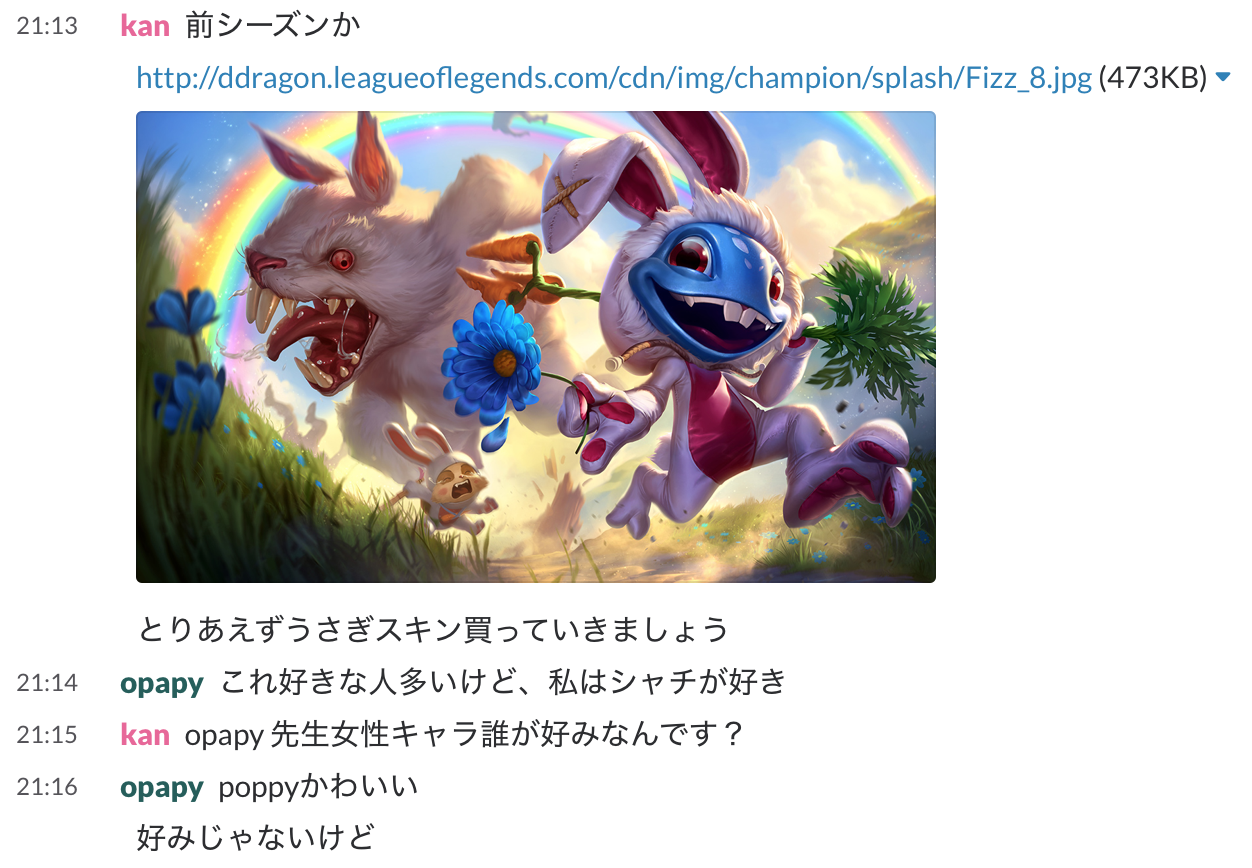 21:13 kan 前シーズンか
http://ddragon.leagueoflegends.com/cdn/img/champion/splash/Fizz_8.jpg (473KB)
とりあえずうさぎスキン買っていきましょう
21:14 opapy これ好きな人多いけど、私はシャチが好き
21:15 kan opapy 先生女性キャラ誰が好みなんです？
21:16 opapy poppyかわいい
好みじゃないけど